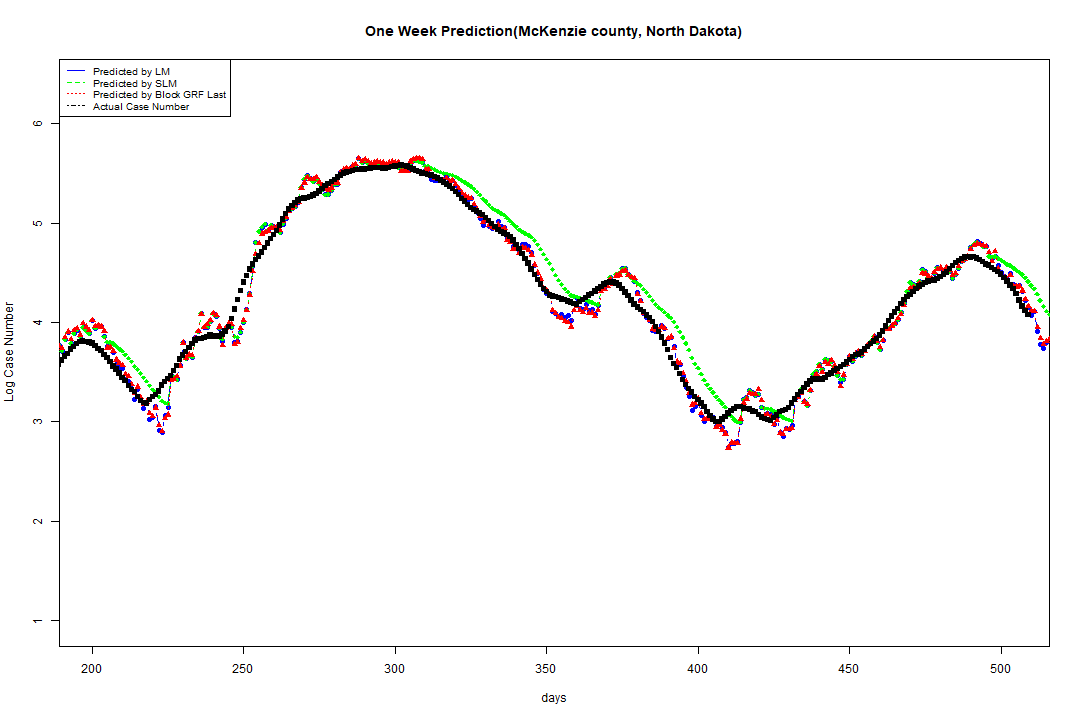 One Week Prediction(McKenzie county, North Dakota)
Predicted by LM
Predicted by SLM
Predicted by Block GRF Last
Actual Case Number
Log Case Number
6
5
4
3
2
1
200 250 300 350 400 450 500
days